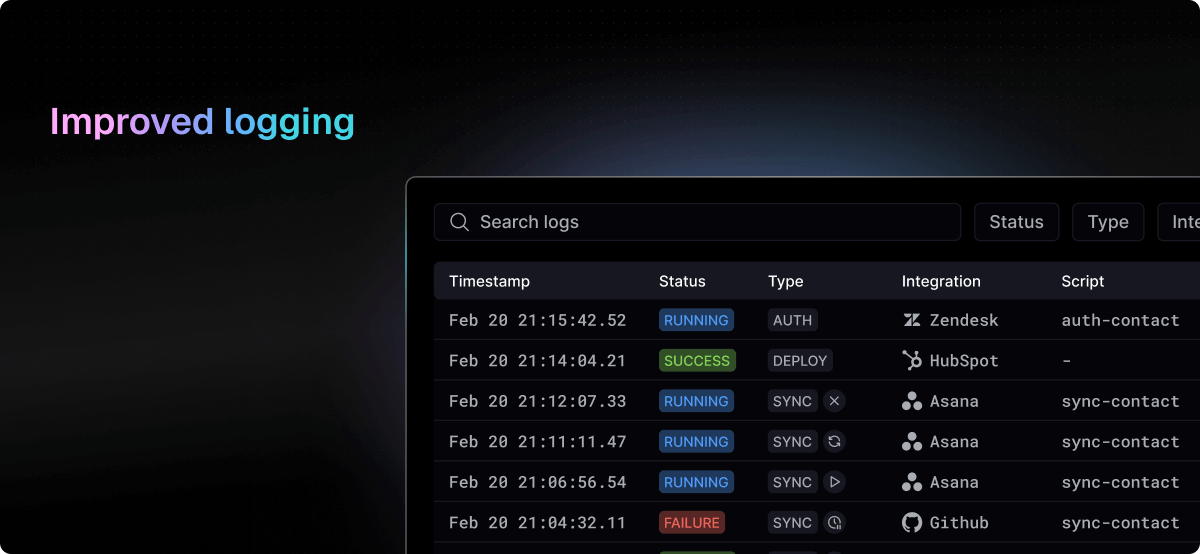 Improved logging
Search logs Status Type Inte
Timestamp Status Type Integration Script
Feb 20 21:15:42.52 RUNNING AUTH Zendesk auth-contact
Feb 20 21:14:04.21 SUCCESS DEPLOY HubSpot -
Feb 20 21:12:07.33 RUNNING SYNC Asana sync-contact
Feb 20 21:11:11.47 RUNNING SYNC Asana sync-contact
Feb 20 21:06:56.54 RUNNING SYNC Asana sync-contact
Feb 20 21:04:32.11 FAILURE SYNC Github sync-contact